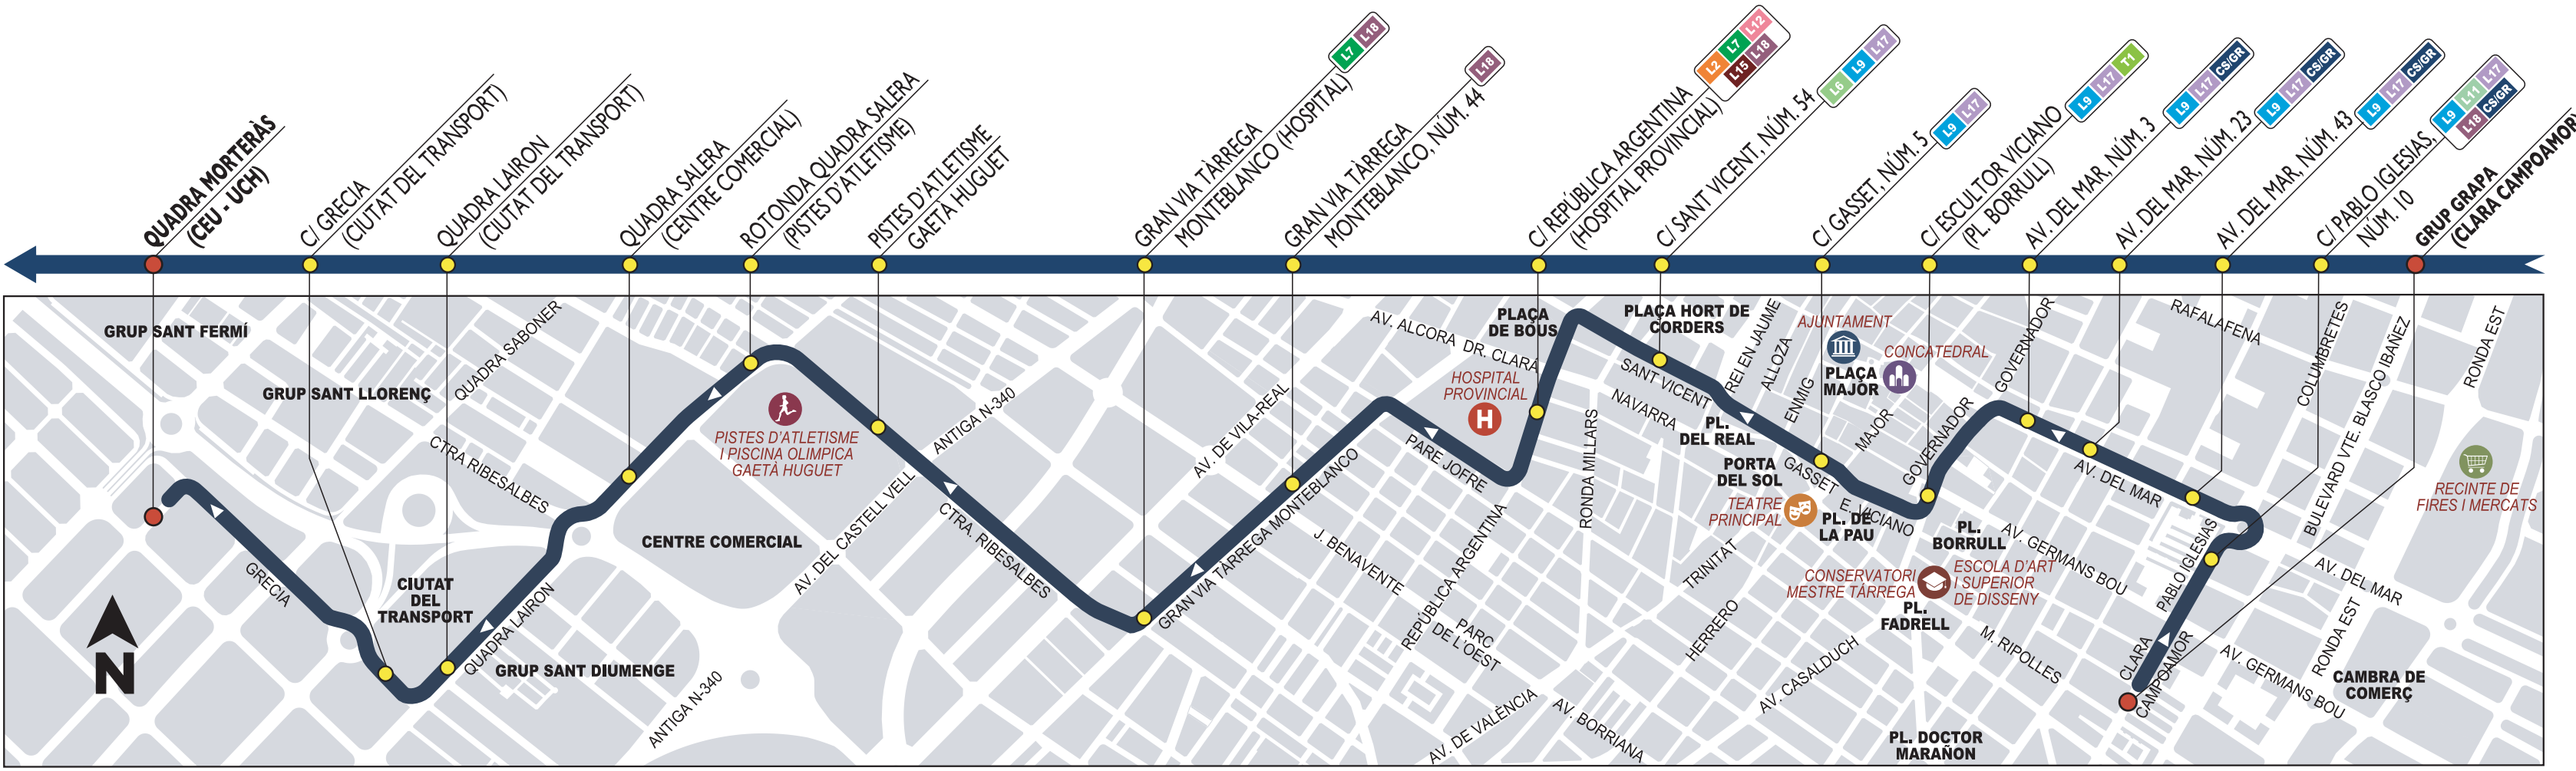 QUADRA MORTERÀS
(CEU - UCH)
C/ GRECIA
(CIUTAT DEL TRANSPORT)
QUADRA LAIRON
(CIUTAT DEL TRANSPORT)
QUADRA SALERA
(CENTRE COMERCIAL)
ROTONDA QUADRA SALERA
(PISTES D'ATLETISME)
PISTES D'ATLETISME
GAETÀ HUGUET
GRAN VIA TÀRREGA
MONTEBLANCO (HOSPITAL)
L7 L18
GRAN VIA TÀRREGA
MONTEBLANCO, NÚM. 44
L18
C/ REPÚBLICA ARGENTINA
(HOSPITAL PROVINCIAL)
L2 L7 L12
L15 L18
C/ SANT VICENT, NÚM. 54
L6 L9 L17
C/ GASSET, NÚM. 5
L9 L17
C/ ESCULTOR VICIANO
(PL. BORRULL)
L9 L17 T1
AV. DEL MAR, NÚM. 3
L9 L17 CS/GR
AV. DEL MAR, NÚM. 23
L9 L17 CS/GR
AV. DEL MAR, NÚM. 43
L9 L17 CS/GR
C/ PABLO IGLESIAS,
NÚM. 10
L9 L11 L17
L18 CS/GR
GRUP GRAPA
(CLARA CAMPOAMOR
GRUP SANT FERMÍ
GRUP SANT LLORENÇ
QUADRA SABONER
CTRA RIBESALBES
GRECIA
CIUTAT
DEL
TRANSPORT
QUADRA LAIRON
GRUP SANT DIUMENGE
N
PISTES D'ATLETISME
I PISCINA OLIMPICA
GAETÀ HUGUET
CENTRE COMERCIAL
ANTIGA N-340
AV. DEL CASTELL VELL
ANTIGA N-340
CTRA. RIBESALBES
AV. DE VILA-REAL
GRAN VIA TÀRREGA MONTEBLANCO
AV. ALCORA
DR. CLARÀ
HOSPITAL
PROVINCIAL
H
PARE JOFRE
J. BENAVENTE
REPÚBLICA ARGENTINA
PARC
DE L'OEST
AV. DE VALÈNCIA
AV. BORRIANA
PLAÇA
DE BOUS
PLAÇA HORT DE
CORDERS
SANT VICENT
NAVARRA
RONDA MILLARS
REI EN JAUME
ALLOZA
ENMIG
AJUNTAMENT
CONCATEDRAL
PLAÇA
MAJOR
MAJOR
PL.
DEL REAL
PORTA
DEL SOL
GASSET
TEATRE
PRINCIPAL
PL. DE
LA PAU
E. VICIANO
TRINITAT
HERRERO
CONSERVATORI
MESTRE TÀRREGA
ESCOLA D'ART
I SUPERIOR
DE DISSENY
PL.
FADRELL
PL.
BORRULL
AV. CASALDUCH
PL. DOCTOR
MARAÑON
GOVERNADOR
GOVERNADOR
AV. DEL MAR
AV. GERMANS BOU
M. RIPOLLES
RAFALAFENA
COLUMBRETES
BULEVARD VTE. BLASCO IBAÑEZ
RONDA EST
RECINTE DE
FIRES I MERCATS
PABLO IGLESIAS
CLARA
CAMPOAMOR
AV. DEL MAR
RONDA EST
AV. GERMANS BOU
CAMBRA DE
COMERÇ